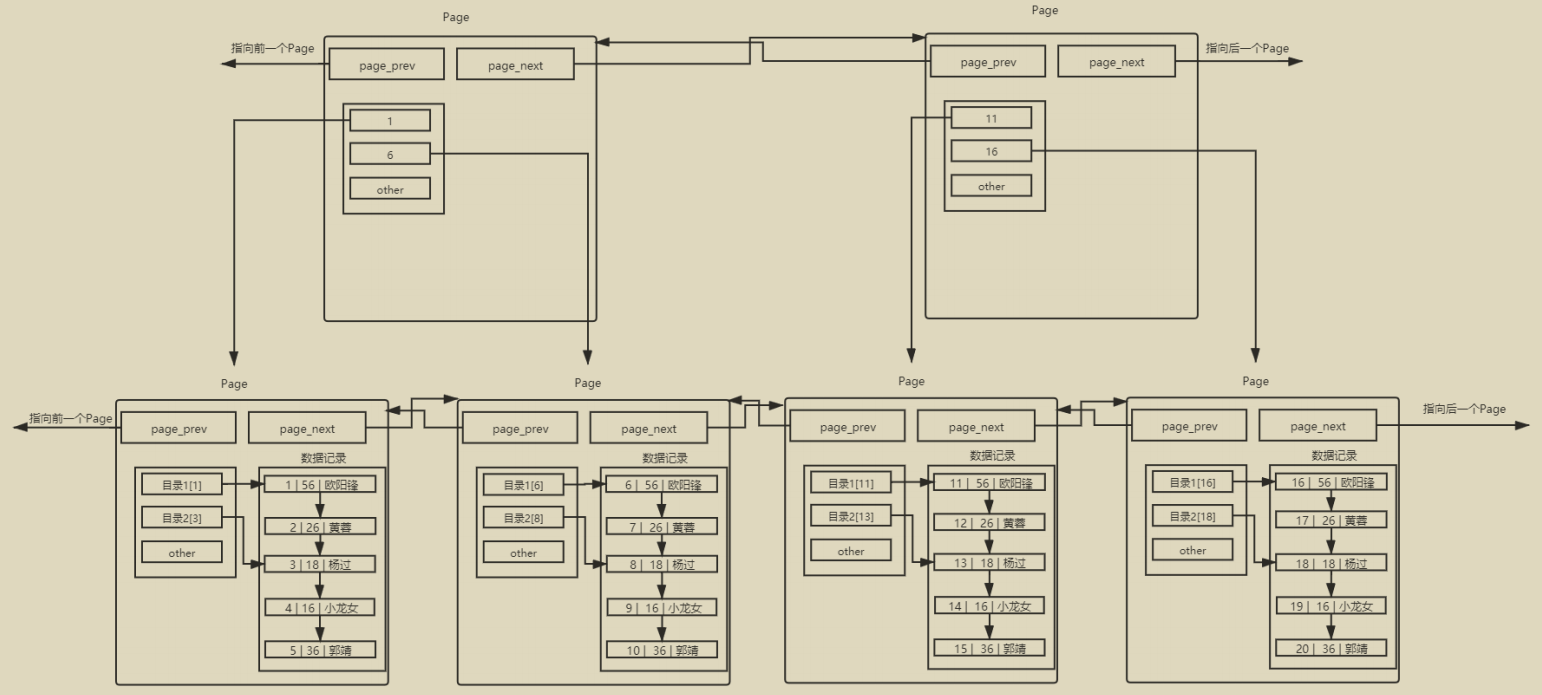 Page
Page
指向前一个Page
page_prev
page_next
page_prev
page_next
指向后一个Page
1
6
other
11
16
other
Page
Page
Page
Page
指向前一个Page
page_prev
page_next
数据记录
目录1[1]
目录2[3]
other
1 | 56 | 欧阳锋
2 | 26 | 黄蓉
3 | 18 | 杨过
4 | 16 | 小龙女
5 | 36 | 郭靖
page_prev
page_next
数据记录
目录1[6]
目录2[8]
other
6 | 56 | 欧阳锋
7 | 26 | 黄蓉
8 | 18 | 杨过
9 | 16 | 小龙女
10 | 36 | 郭靖
page_prev
page_next
数据记录
目录1[11]
目录2[13]
other
11 | 56 | 欧阳锋
12 | 26 | 黄蓉
13 | 18 | 杨过
14 | 16 | 小龙女
15 | 36 | 郭靖
page_prev
page_next
指向后一个Page
数据记录
目录1[16]
目录2[18]
other
16 | 56 | 欧阳锋
17 | 26 | 黄蓉
18 | 18 | 杨过
19 | 16 | 小龙女
20 | 36 | 郭靖